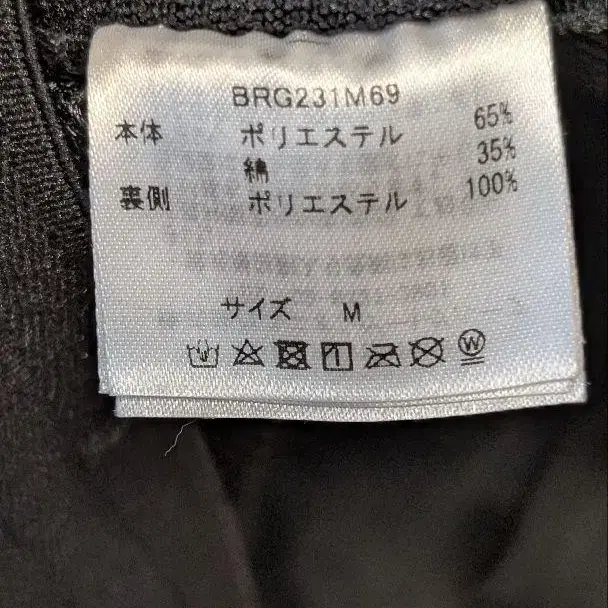 BRG231M69
本体 ポリエステル 65%
綿 35%
裏側 ポリエステル 100%
サイズ M
W